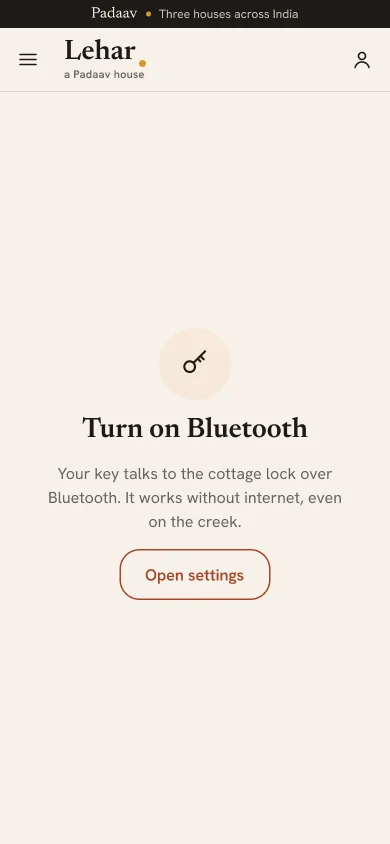 Padaav • Three houses across India
Lehar.
a Padaav house
Turn on Bluetooth
Your key talks to the cottage lock over
Bluetooth. It works without internet, even
on the creek.
Open settings